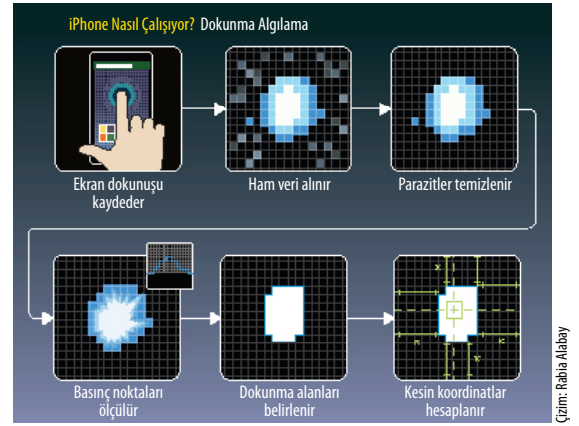 iPhone Nasıl Çalışıyor? Dokunma Algılama
Ekran dokunuşu
kaydeder
Ham veri alınır
Parazitler temizlenir
Basınç noktaları
ölçülür
Dokunma alanları
belirlenir
Kesin koordinatlar
hesaplanır
Çizim: Rabia Alabay